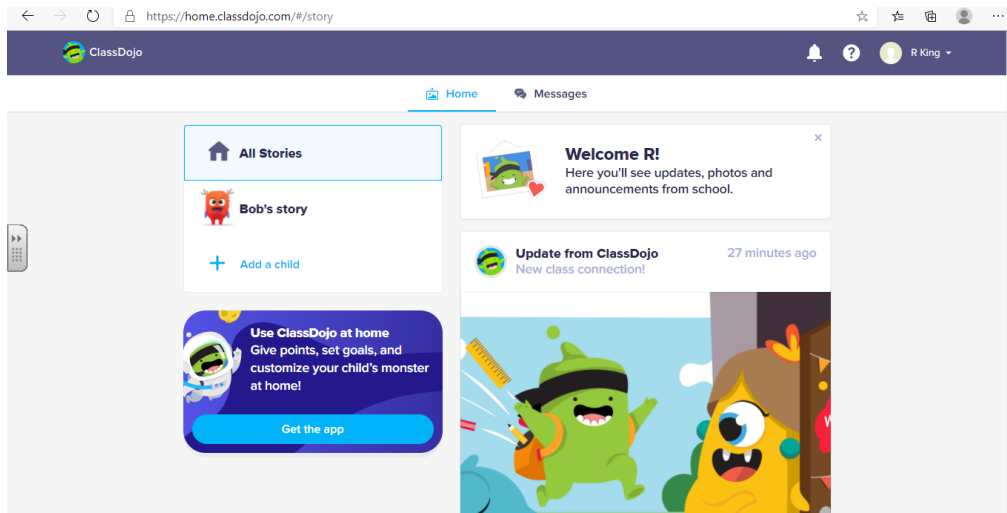 https://home.classdojo.com/#/story
ClassDojo
R King
Home
Messages
All Stories
Bob's story
Add a child
Use ClassDojo at home
Give points, set goals, and
customize your child's monster
at home!
Get the app
Welcome R!
Here you'll see updates, photos and
announcements from school.
Update from ClassDojo
27 minutes ago
New class connection!